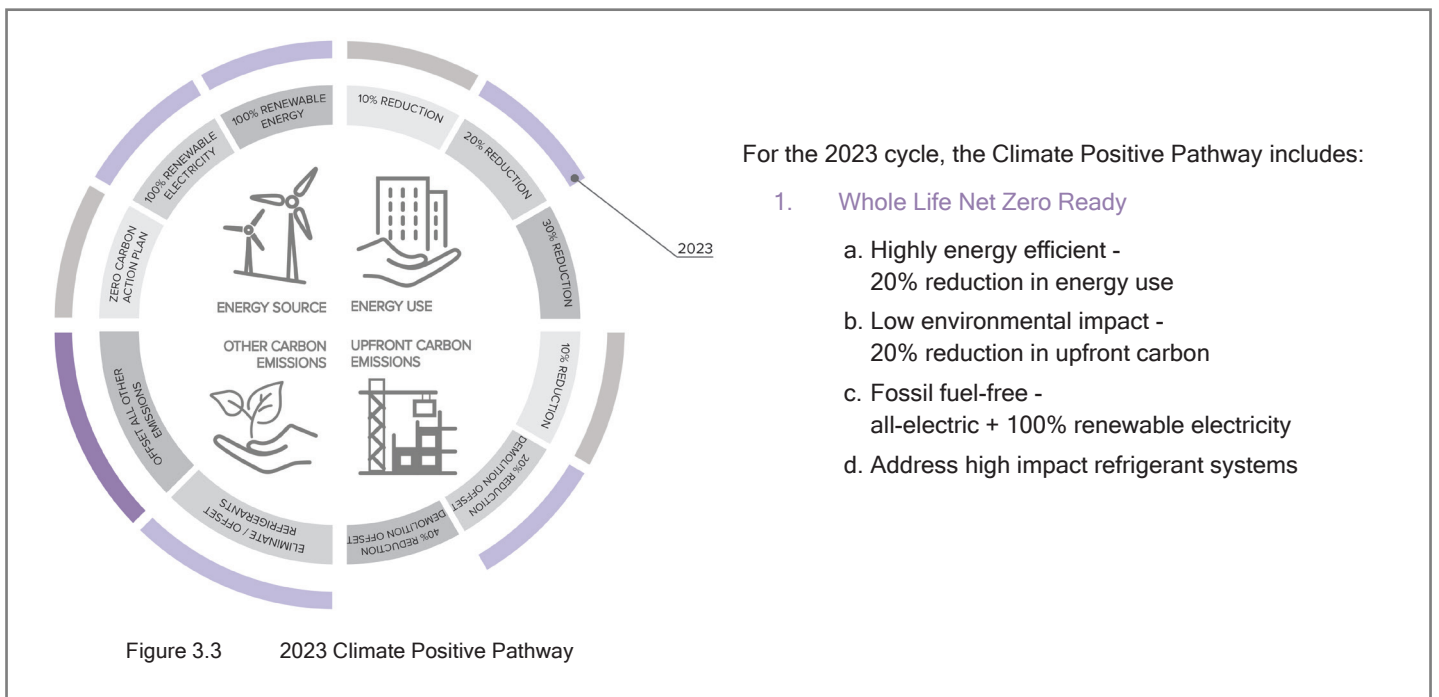 100% RENEWABLE
ENERGY
10% REDUCTION
100% RENEWABLE
ELECTRICITY
20% REDUCTION
ZERO CARBON
ACTION PLAN
30% REDUCTION
2023
ENERGY SOURCE
ENERGY USE
OTHER CARBON
EMISSIONS
UPFRONT CARBON
EMISSIONS
OFFSET ALL OTHER
EMISSIONS
10% REDUCTION
ELIMINATE / OFFSET
REFRIGERANTS
20% REDUCTION
DEMOLITION OFFSET
40% REDUCTION
DEMOLITION OFFSET
Figure 3.3 2023 Climate Positive Pathway
For the 2023 cycle, the Climate Positive Pathway includes:
1. Whole Life Net Zero Ready
a. Highly energy efficient -
20% reduction in energy use
b. Low environmental impact -
20% reduction in upfront carbon
c. Fossil fuel-free -
all-electric + 100% renewable electricity
d. Address high impact refrigerant systems